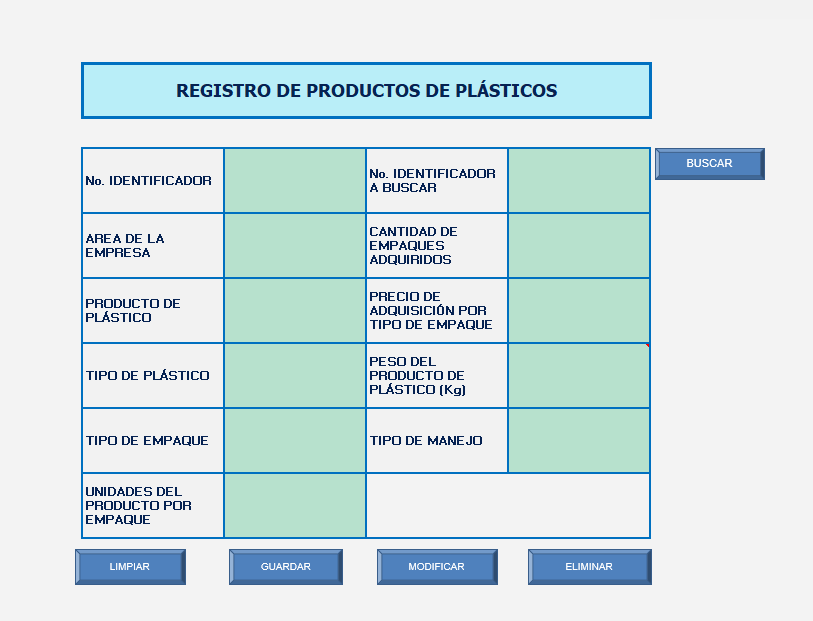 REGISTRO DE PRODUCTOS DE PLÁSTICOS
No. IDENTIFICADOR
No. IDENTIFICADOR
A BUSCAR
BUSCAR
AREA DE LA
EMPRESA
CANTIDAD DE
EMPAQUES
ADQUIRIDOS
PRODUCTO DE
PLÁSTICO
PRECIO DE
ADQUISICIÓN POR
TIPO DE EMPAQUE
TIPO DE PLÁSTICO
PESO DEL
PRODUCTO DE
PLÁSTICO (Kg)
TIPO DE EMPAQUE
TIPO DE MANEJO
UNIDADES DEL
PRODUCTO POR
EMPAQUE
LIMPIAR
GUARDAR
MODIFICAR
ELIMINAR